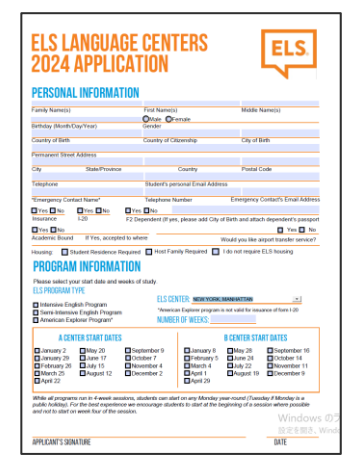 ELS LANGUAGE CENTERS
2024 APPLICATION
ELS
PERSONAL INFORMATION
Family Name(s) First Name(s) Middle Name(s)
Male Female
Birthday (Month/Day/Year) Gender
Country of Birth Country of Citizenship City of Birth
Permanent Street Address
City State/Province Country Postal Code
Telephone Student's personal Email Address
*Emergency Contact Name* Telephone Number Emergency Contact's Email Address
Yes No Yes No Yes No
Insurance I-20 F2 Dependent (If yes, please add City of Birth and attach dependent's passport
Yes No Yes No
Academic Bound If Yes, accepted to where Would you like airport transfer service?
Housing: Student Residence Required Host Family Required I do not require ELS housing
PROGRAM INFORMATION
Please select your start date and weeks of study
ELS PROGRAM TYPE
Intensive English Program
Semi-Intensive English Program
American Explorer Program*
ELS CENTER: NEW YORK, MANHATTAN
*American Explorer program is not valid for issuance of form I-20
NUMBER OF WEEKS:
A CENTER START DATES
January 2 May 20 September 9
January 29 June 17 October 7
February 26 July 15 November 4
March 25 August 12 December 2
April 22
B CENTER START DATES
January 8 May 28 September 16
February 5 June 24 October 14
March 4 July 22 November 11
April 1 August 19 December 9
April 29
While all programs run in 4-week sessions, students can start on any Monday year-round (Tuesday if Monday is a
public holiday). For the best experience we encourage students to start at the beginning of a session where possible
and not to start on week four of the session.
Windows のラ
設定を開き、Wind
APPLICANT'S SIGNATURE DATE